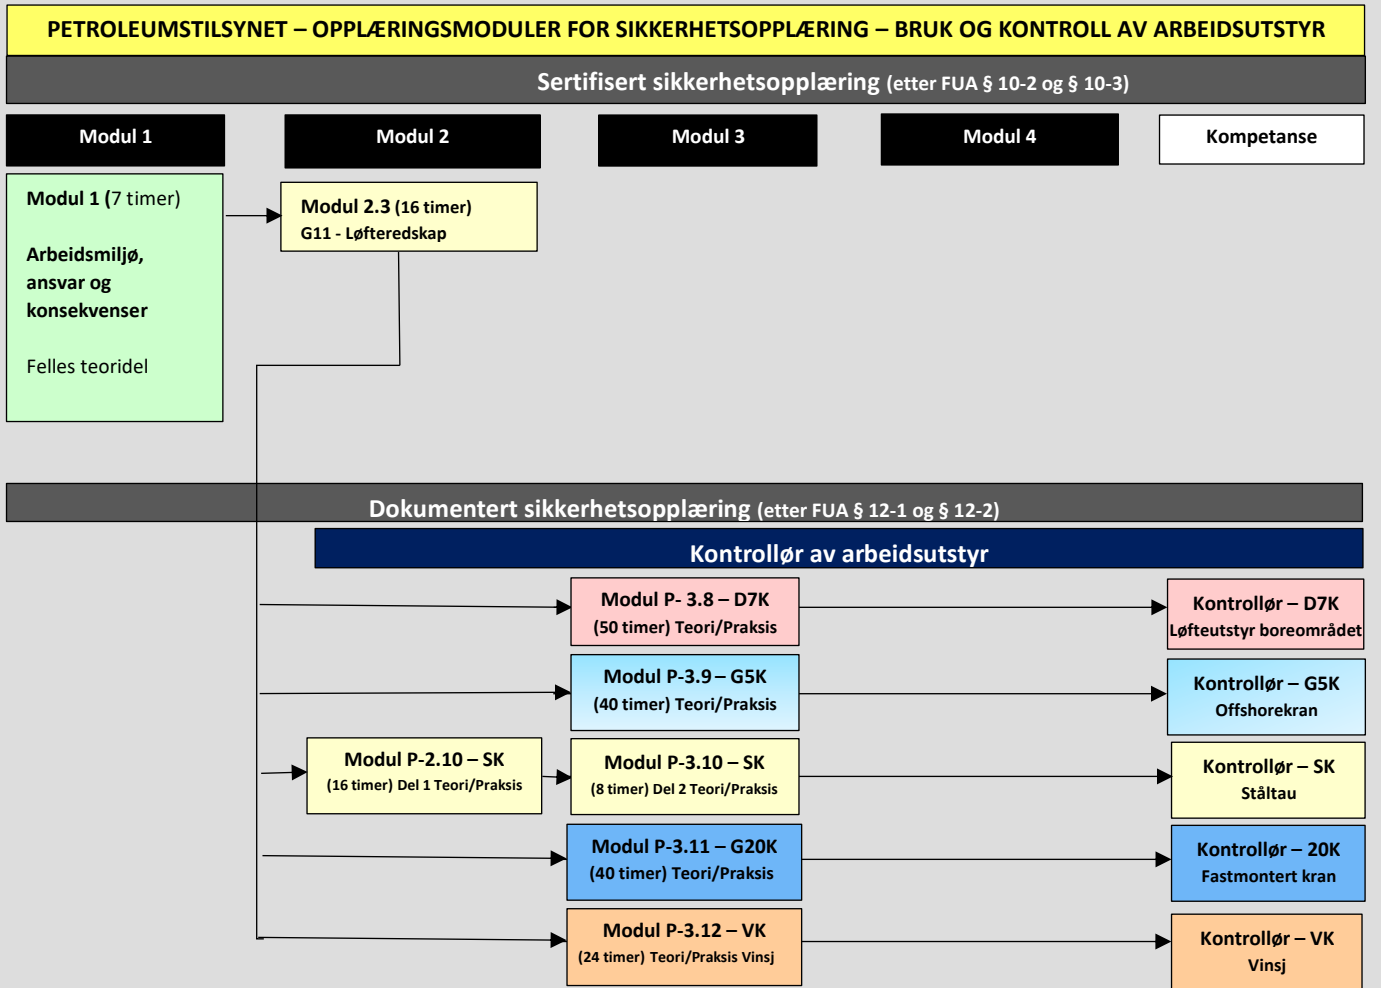 PETROLEUMSTILSYNET – OPPLÆRINGSMODULER FOR SIKKERHETSOPPLÆRING – BRUK OG KONTROLL AV ARBEIDSUTSTYR
Sertifisert sikkerhetsopplæring (etter FUA § 10-2 og § 10-3)
Modul 1
Modul 2
Modul 3
Modul 4
Kompetanse
Modul 1 (7 timer)
Arbeidsmiljø,
ansvar og
konsekvenser
Felles teoridel
Modul 2.3 (16 timer)
G11 - Løfteredskap
Dokumentert sikkerhetsopplæring (etter FUA § 12-1 og § 12-2)
Kontrollør av arbeidsutstyr
Modul P- 3.8 – D7K
(50 timer) Teori/Praksis
Kontrollør – D7K
Løfteutstyr boreområdet
Modul P-3.9 – G5K
(40 timer) Teori/Praksis
Kontrollør – G5K
Offshorekran
Modul P-2.10 – SK
(16 timer) Del 1 Teori/Praksis
Modul P-3.10 – SK
(8 timer) Del 2 Teori/Praksis
Kontrollør – SK
Ståltau
Modul P-3.11 – G20K
(40 timer) Teori/Praksis
Kontrollør – 20K
Fastmontert kran
Modul P-3.12 – VK
(24 timer) Teori/Praksis Vinsj
Kontrollør – VK
Vinsj